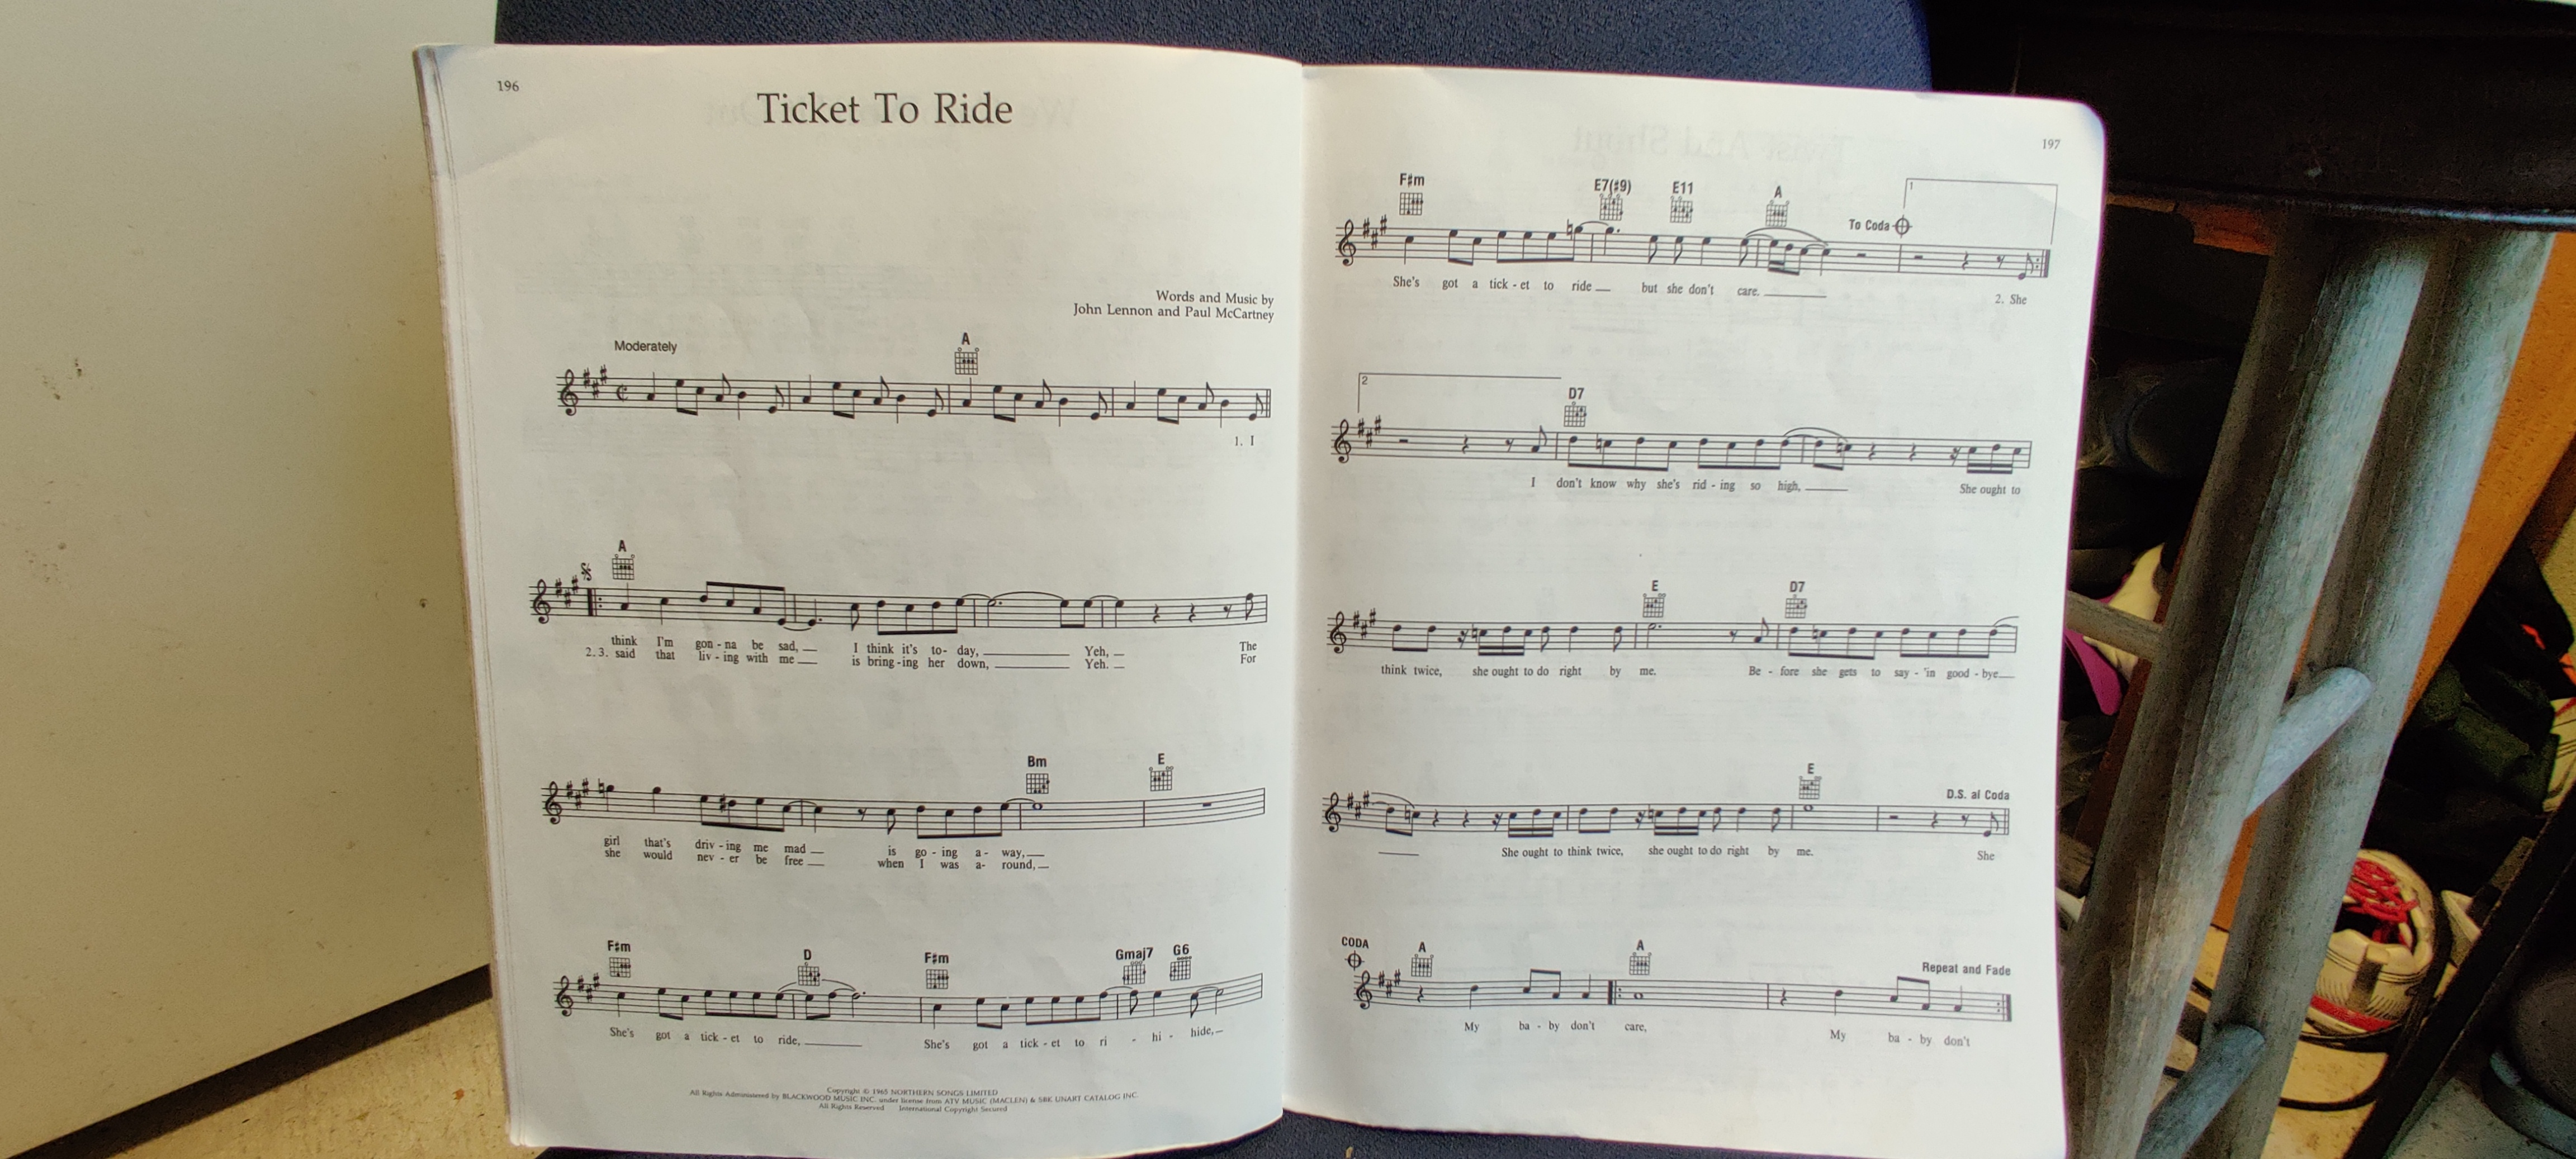 196
Ticket To Ride
Words and Music by
John Lennon and Paul McCartney
Moderately
A
1. I
A
think I'm gon - na be sad, I think it's to- day, Yeh, The
2.3. said that liv - ing with me is bring - ing her down, Yeh. For
Bm E
girl that's driv - ing me mad is go - ing a - way,
she would nev - er be free when I was a- round,
F♯m D F♯m Gmaj7 G6
She's got a tick - et to ride, She's got a tick - et to ri - hi - hide,
Copyright © 1965 NORTHERN SONGS LIMITED
All Rights Administered by BLACKWOOD MUSIC INC. under license from ATV MUSIC (MACLEN) & SBK UNART CATALOG INC.
All Rights Reserved International Copyright Secured
197
F♯m E7(♯9) E11 A
To Coda
1
She's got a tick - et to ride but she don't care. 2. She
2
D7
I don't know why she's rid - ing so high, She ought to
E D7
think twice, she ought to do right by me. Be - fore she gets to say - 'in good - bye
E
D.S. al Coda
She ought to think twice, she ought to do right by me. She
CODA A A
Repeat and Fade
My ba - by don't care, My ba - by don't